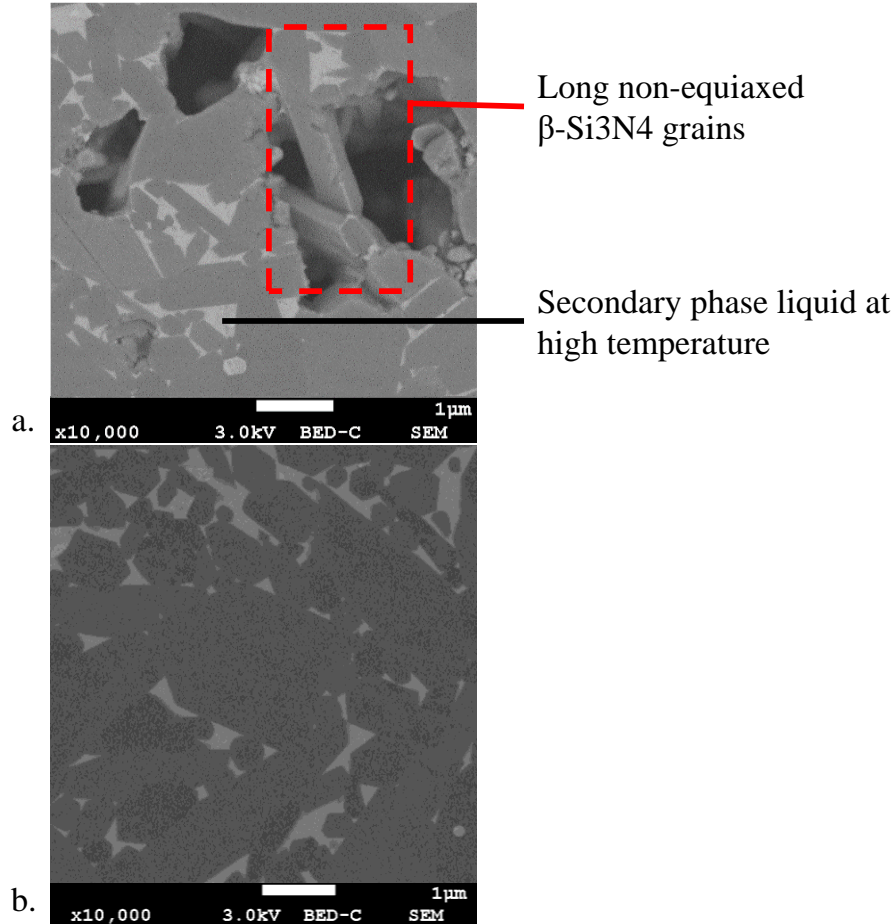 Long non-equiaxed
β-Si3N4 grains
Secondary phase liquid at
high temperature
a.
1μm
x10,000 3.0kV BED-C SEM
b.
1μm
x10,000 3.0kV BED-C SEM